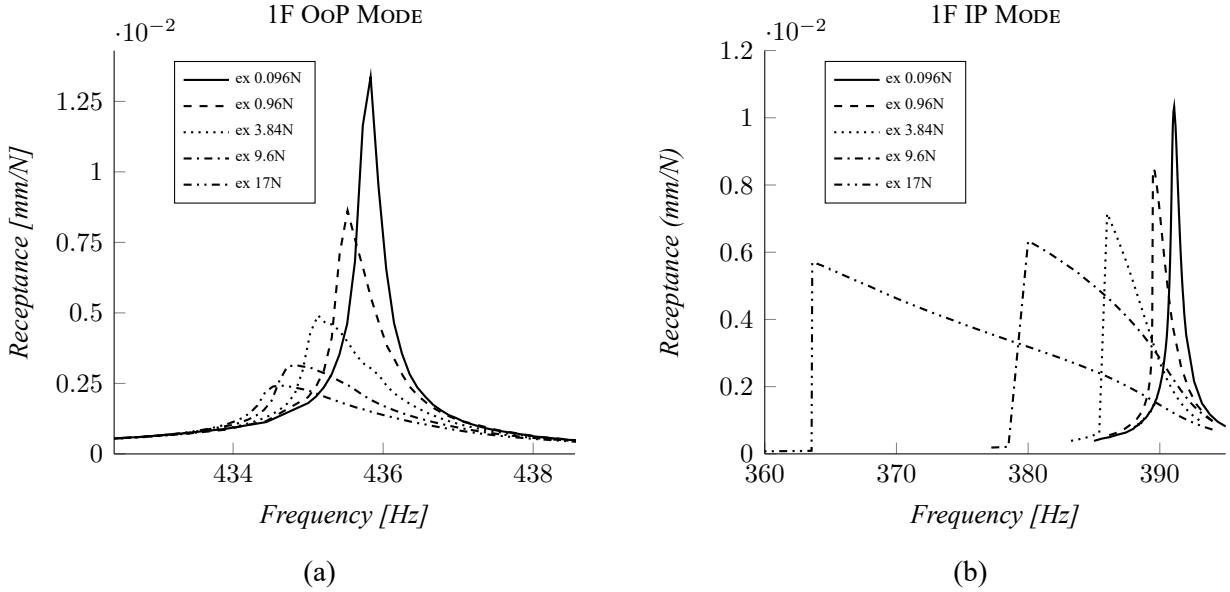 1F OoP Mode
·10⁻²
1.25
1
0.75
0.5
0.25
0
434
436
438
Receptance [mm/N]
Frequency [Hz]
ex 0.096N
ex 0.96N
ex 3.84N
ex 9.6N
ex 17N
(a)
1F IP Mode
·10⁻²
1.2
1
0.8
0.6
0.4
0.2
0
360
370
380
390
Receptance (mm/N)
Frequency [Hz]
ex 0.096N
ex 0.96N
ex 3.84N
ex 9.6N
ex 17N
(b)